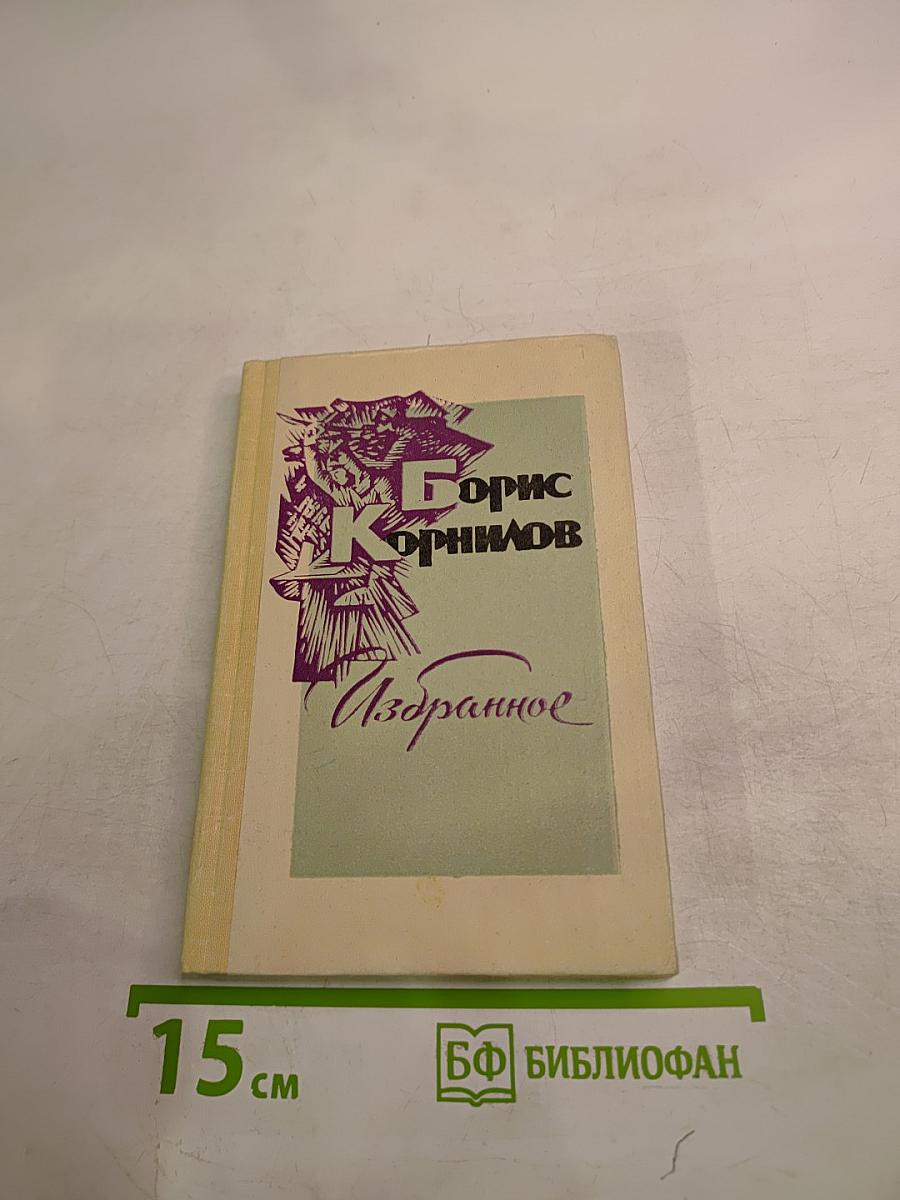 Борис
Корнилов
Избранное
15 см
БФ БИБЛИОФАН